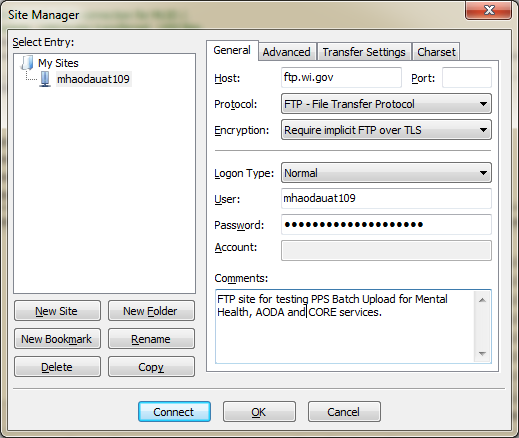 Site Manager
Select Entry:
My Sites
mhaodauat109
New Site
New Folder
New Bookmark
Rename
Delete
Copy
General
Advanced
Transfer Settings
Charset
Host:
ftp.wi.gov
Port:
Protocol:
FTP - File Transfer Protocol
Encryption:
Require implicit FTP over TLS
Logon Type:
Normal
User:
mhaodauat109
Password:
●●●●●●●●●●●●●●●●●●●●
Account:
Comments:
FTP site for testing PPS Batch Upload for Mental
Health, AODA and CORE services.
Connect
OK
Cancel